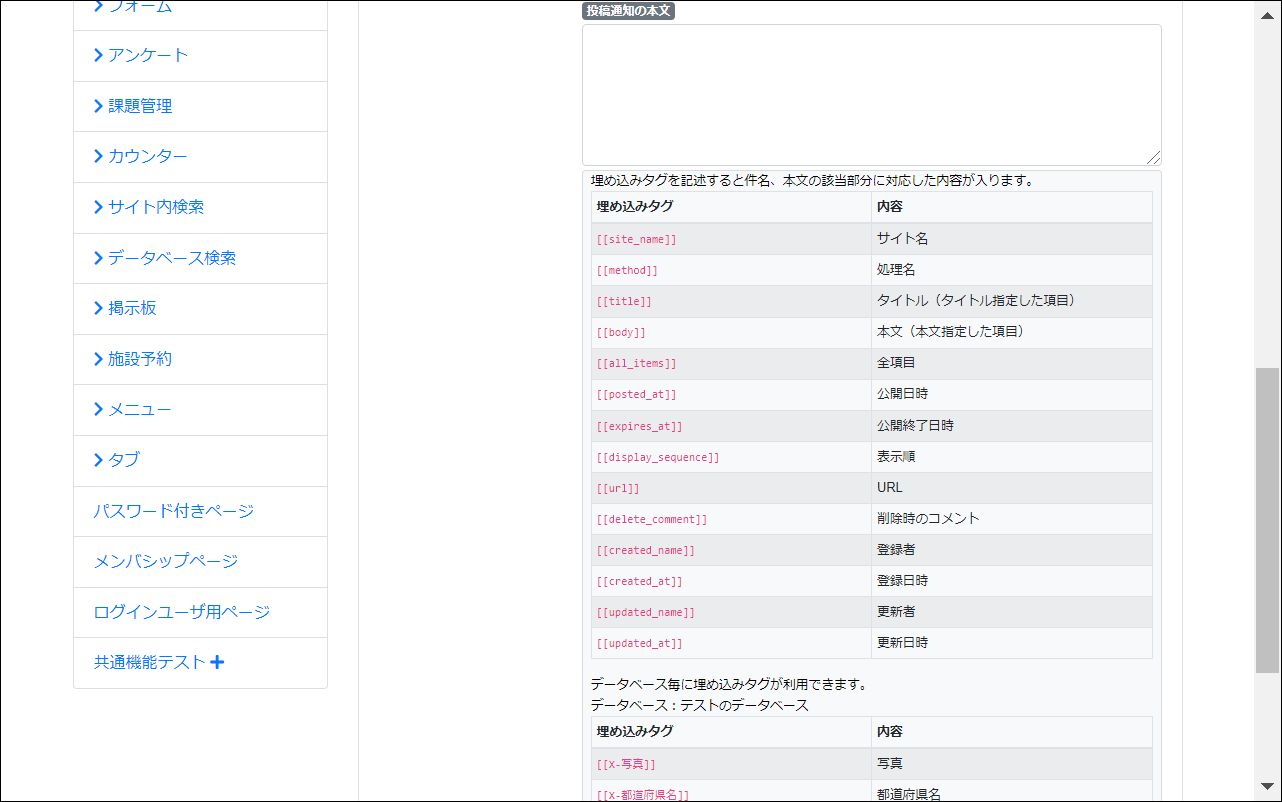 フォーム
アンケート
課題管理
カウンター
サイト内検索
データベース検索
掲示板
施設予約
メニュー
タブ
パスワード付きページ
メンバシップページ
ログインユーザ用ページ
共通機能テスト
投稿通知の本文
埋め込みタグを記述すると件名、本文の該当部分に対応した内容が入ります。
埋め込みタグ 内容
[[site_name]] サイト名
[[method]] 処理名
[[title]] タイトル（タイトル指定した項目）
[[body]] 本文（本文指定した項目）
[[all_items]] 全項目
[[posted_at]] 公開日時
[[expires_at]] 公開終了日時
[[display_sequence]] 表示順
[[url]] URL
[[delete_comment]] 削除時のコメント
[[created_name]] 登録者
[[created_at]] 登録日時
[[updated_name]] 更新者
[[updated_at]] 更新日時
データベース毎に埋め込みタグが利用できます。
データベース：テストのデータベース
埋め込みタグ 内容
[[X-写真]] 写真
[[X-都道府県名]] 都道府県名